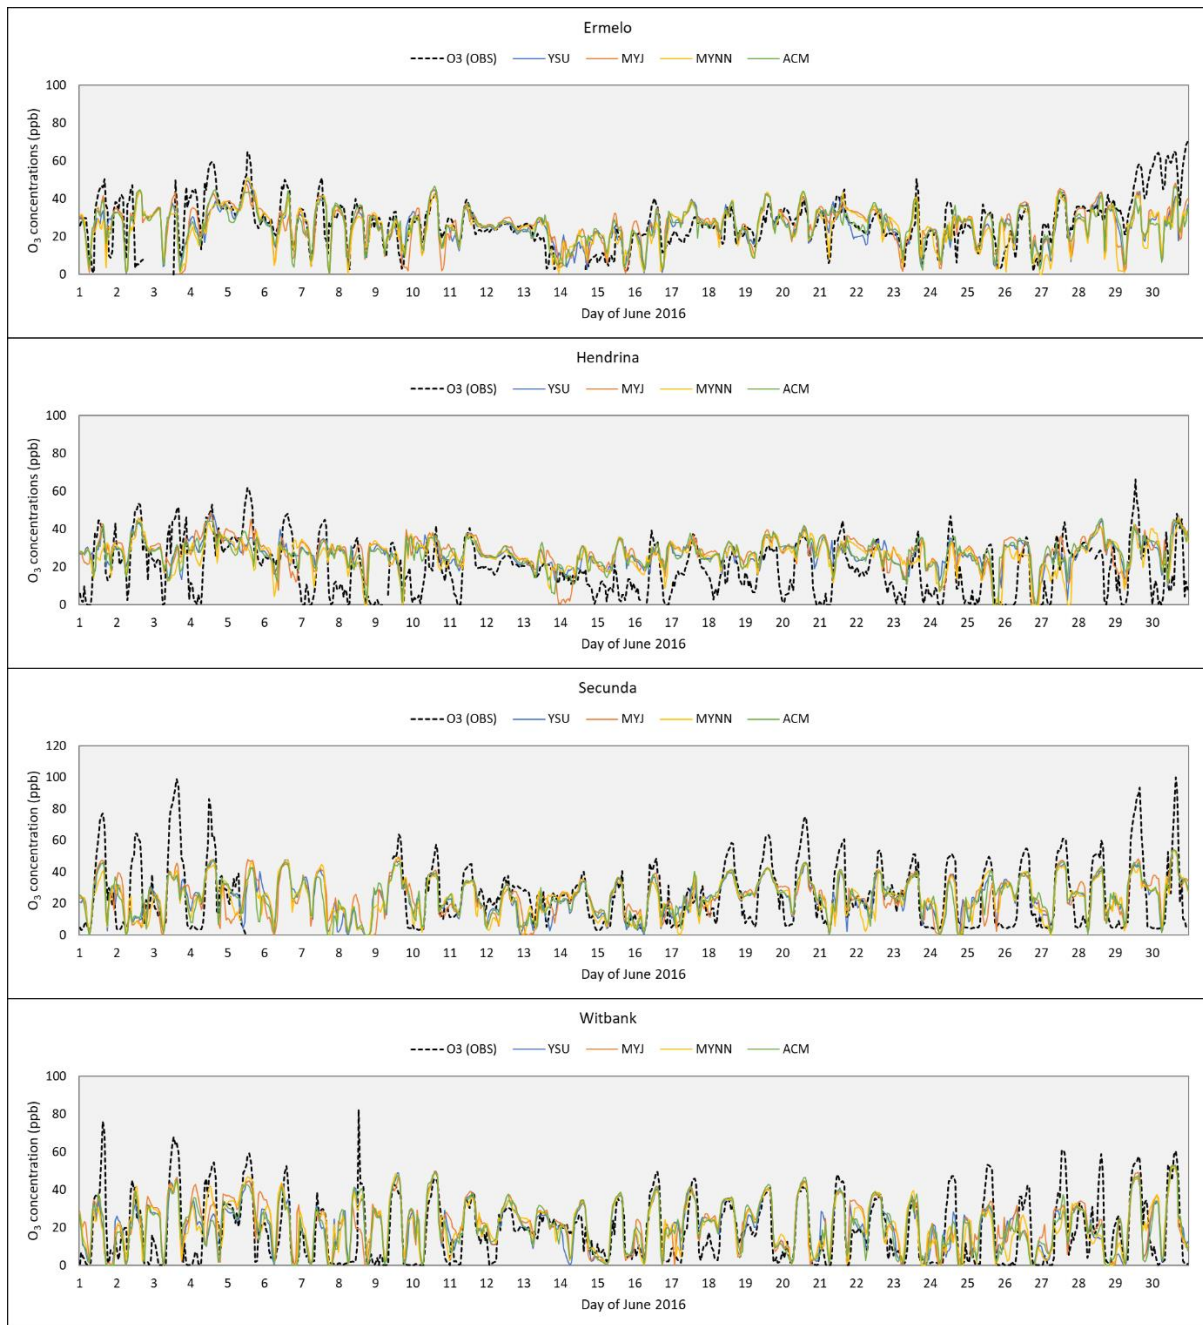 Ermelo
O3 (OBS) YSU MYJ MYNN ACM
O₃ concentrations (ppb)
100
80
60
40
20
0
1 2 3 4 5 6 7 8 9 10 11 12 13 14 15 16 17 18 19 20 21 22 23 24 25 26 27 28 29 30
Day of June 2016
Hendrina
O3 (OBS) YSU MYJ MYNN ACM
O₃ concentrations (ppb)
100
80
60
40
20
0
1 2 3 4 5 6 7 8 9 10 11 12 13 14 15 16 17 18 19 20 21 22 23 24 25 26 27 28 29 30
Day of June 2016
Secunda
O3 (OBS) YSU MYJ MYNN ACM
O₃ concentration (ppb)
120
100
80
60
40
20
0
1 2 3 4 5 6 7 8 9 10 11 12 13 14 15 16 17 18 19 20 21 22 23 24 25 26 27 28 29 30
Day of June 2016
Witbank
O3 (OBS) YSU MYJ MYNN ACM
O₃ concentration (ppb)
100
80
60
40
20
0
1 2 3 4 5 6 7 8 9 10 11 12 13 14 15 16 17 18 19 20 21 22 23 24 25 26 27 28 29 30
Day of June 2016